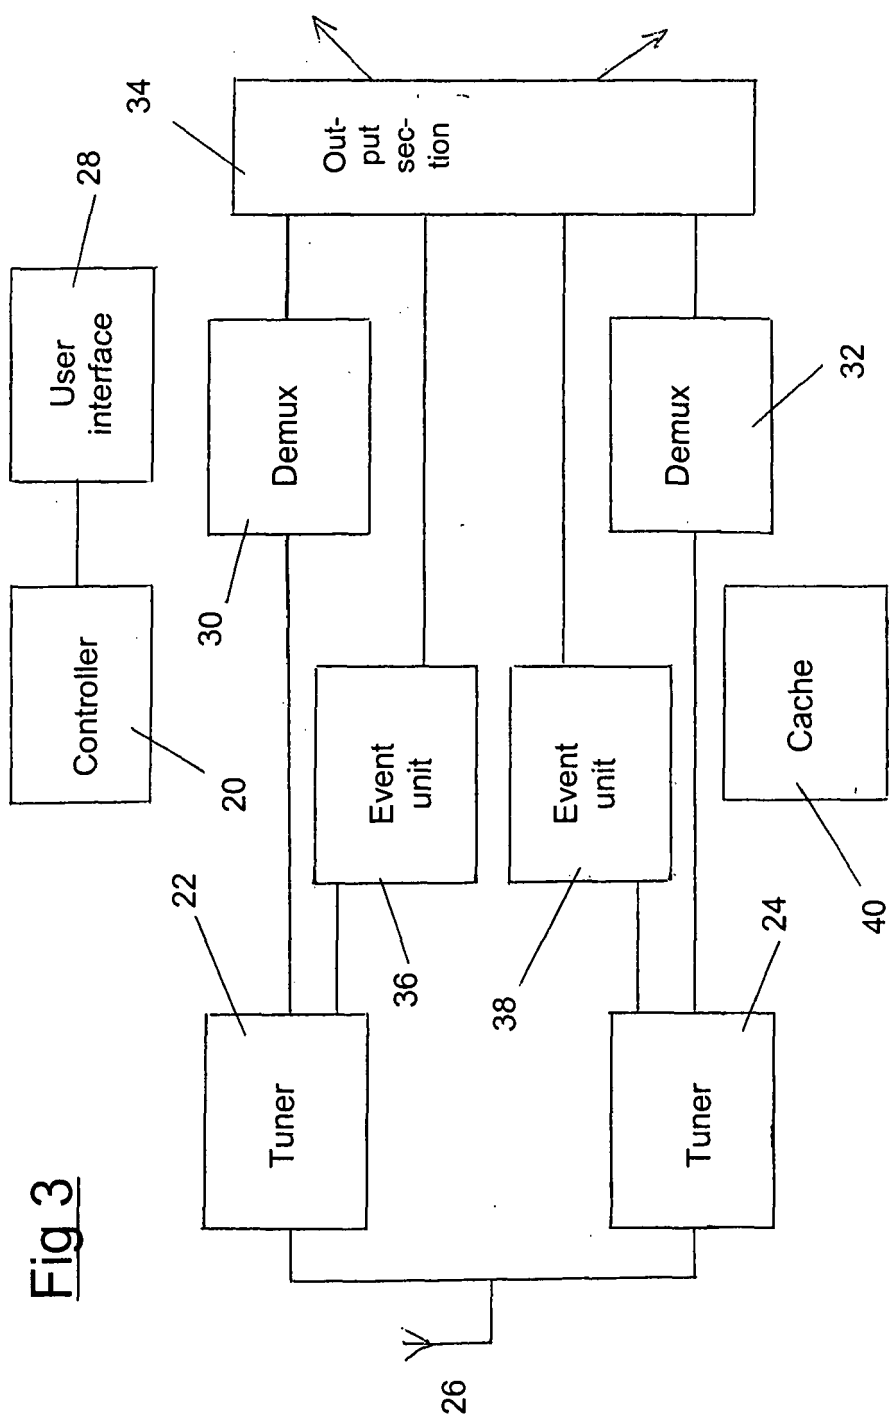 Fig 3
26
Tuner
22
Tuner
24
Controller
20
User
interface
28
Event
unit
36
Event
unit
38
Demux
30
Demux
32
Cache
40
Out-
put
sec-
tion
34